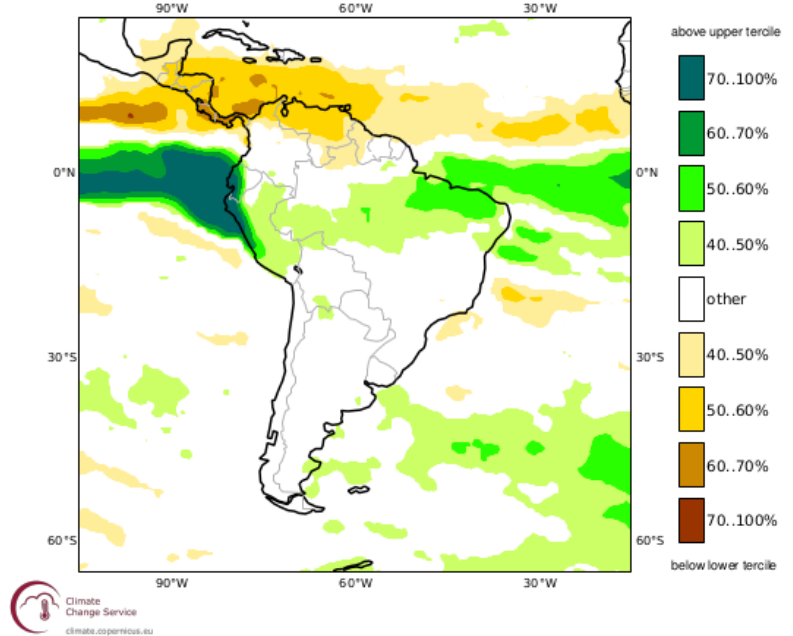 90°W 60°W 30°W
above upper tercile
70..100%
60..70%
0°N 0°N
50..60%
40..50%
other
30°S 30°S
40..50%
50..60%
60..70%
70..100%
60°S 60°S
below lower tercile
90°W 60°W 30°W
Climate
Change Service
climate.copernicus.eu